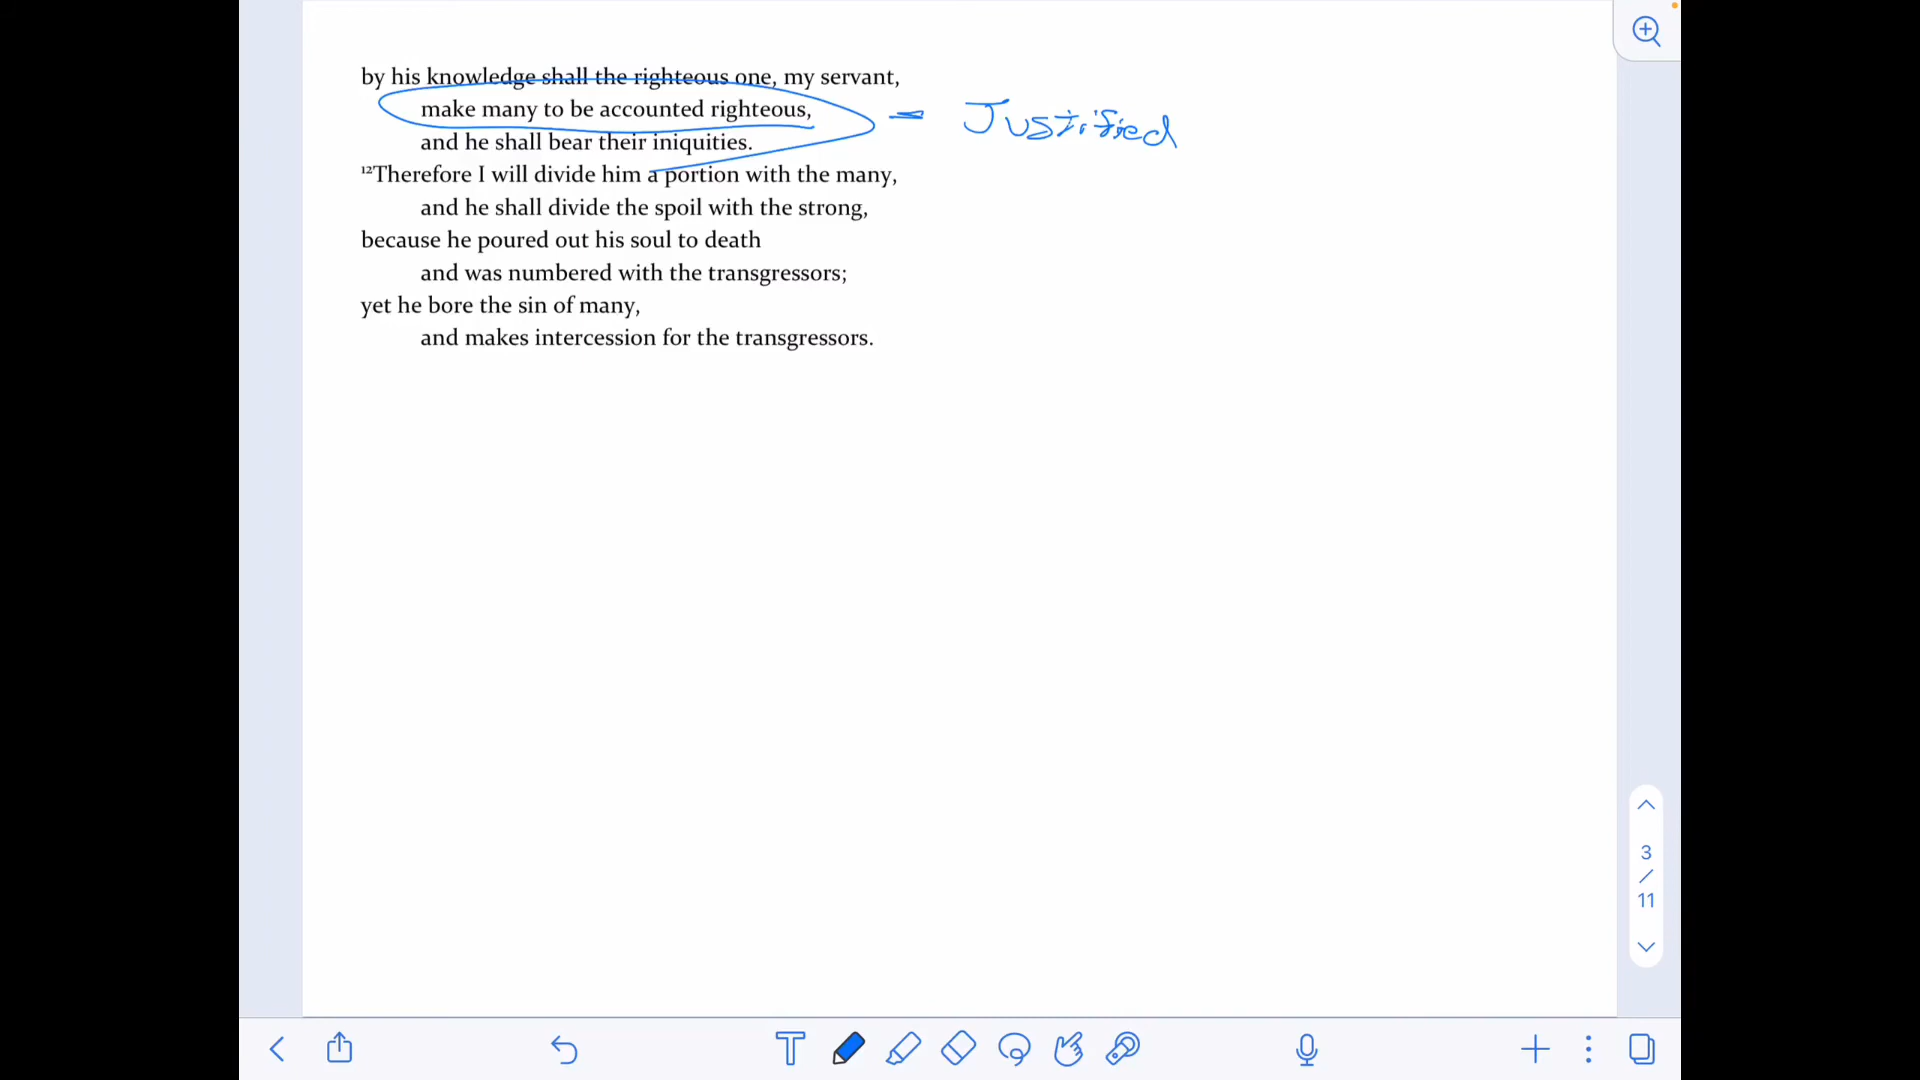 by his knowledge shall the righteous one, my servant,
make many to be accounted righteous, – Justified
and he shall bear their iniquities.
¹²Therefore I will divide him a portion with the many,
and he shall divide the spoil with the strong,
because he poured out his soul to death
and was numbered with the transgressors;
yet he bore the sin of many,
and makes intercession for the transgressors.
3
/
11